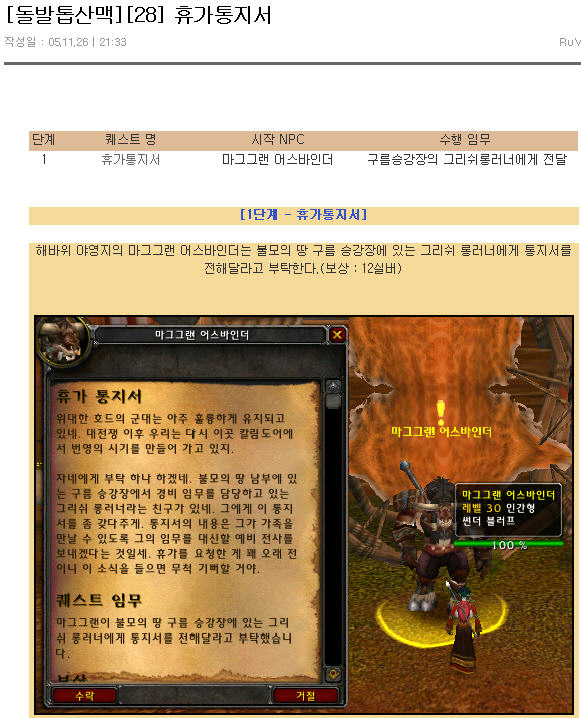 [돌발톱산맥][28] 휴가통지서
작성일 : 05,11,26 | 21:33
RuV
단계 퀘스트 명 시작 NPC 수행 임무
1 휴가통지서 마그그랜 어스바인더 구름승강장의 그리쉬롱러너에게 전달
[1단계 - 휴가통지서]
해바위 야영지의 마그그랜 어스바인더는 불모의 땅 구름 승강장에 있는 그리쉬 롱러너에게 통지서를
전해달라고 부탁한다.(보상 : 12실버)
마그그랜 어스바인더
휴가 통지서
위대한 호드의 군대는 아주 훌륭하게 유지되고
있네. 대전쟁 이후 우리는 다시 이곳 칼림도어에
서 번영의 시기를 만들어 가고 있지.
자네에게 부탁 하나 하겠네. 불모의 땅 남부에 있
는 구름 승강장에서 경비 임무를 담당하고 있는
그리쉬 롱러너라는 친구가 있네. 그에게 이 통지
서를 좀 갖다주게. 통지서의 내용은 그가 가족을
만날 수 있도록 그의 임무를 대신할 예비 전사를
보내겠다는 것일세. 휴가를 요청한 게 꽤 오래 전
이니 이 소식을 들으면 무척 기뻐할 거야.
퀘스트 임무
마그그랜이 불모의 땅 구름 승강장에 있는 그리
쉬 롱러너에게 통지서를 전해달라고 부탁했습니
다.
보상
수락
거절
!
마그그랜 어스바인더
마그그랜 어스바인더
레벨 30 인간형
썬더 블러프
100 %